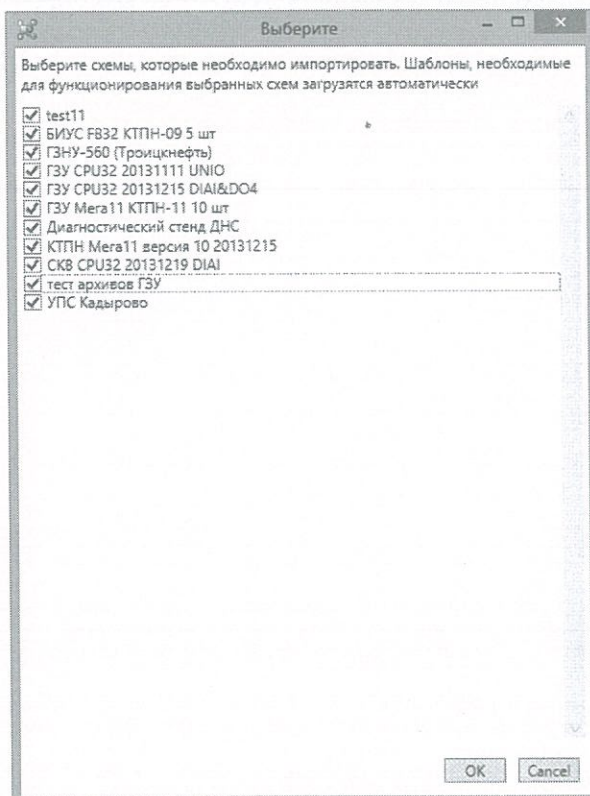 Выберите
Выберите схемы, которые необходимо импортировать. Шаблоны, необходимые
для функционирования выбранных схем загрузятся автоматически
test11
БИУС F832 КТПН-09 5 шт
ГЗНУ-560 (Троицкнефть)
ГЗУ CPU32 20131111 UNIO
ГЗУ CPU32 20131215 DIAI&DO4
ГЗУ Мега11 КТПН-11 10 шт
Диагностический стенд ДНС
КТПН Мега11 версия 10 20131215
СКВ CPU32 20131219 DIAI
тест архивов ГЗУ
УПС Кадырово
OK Cancel